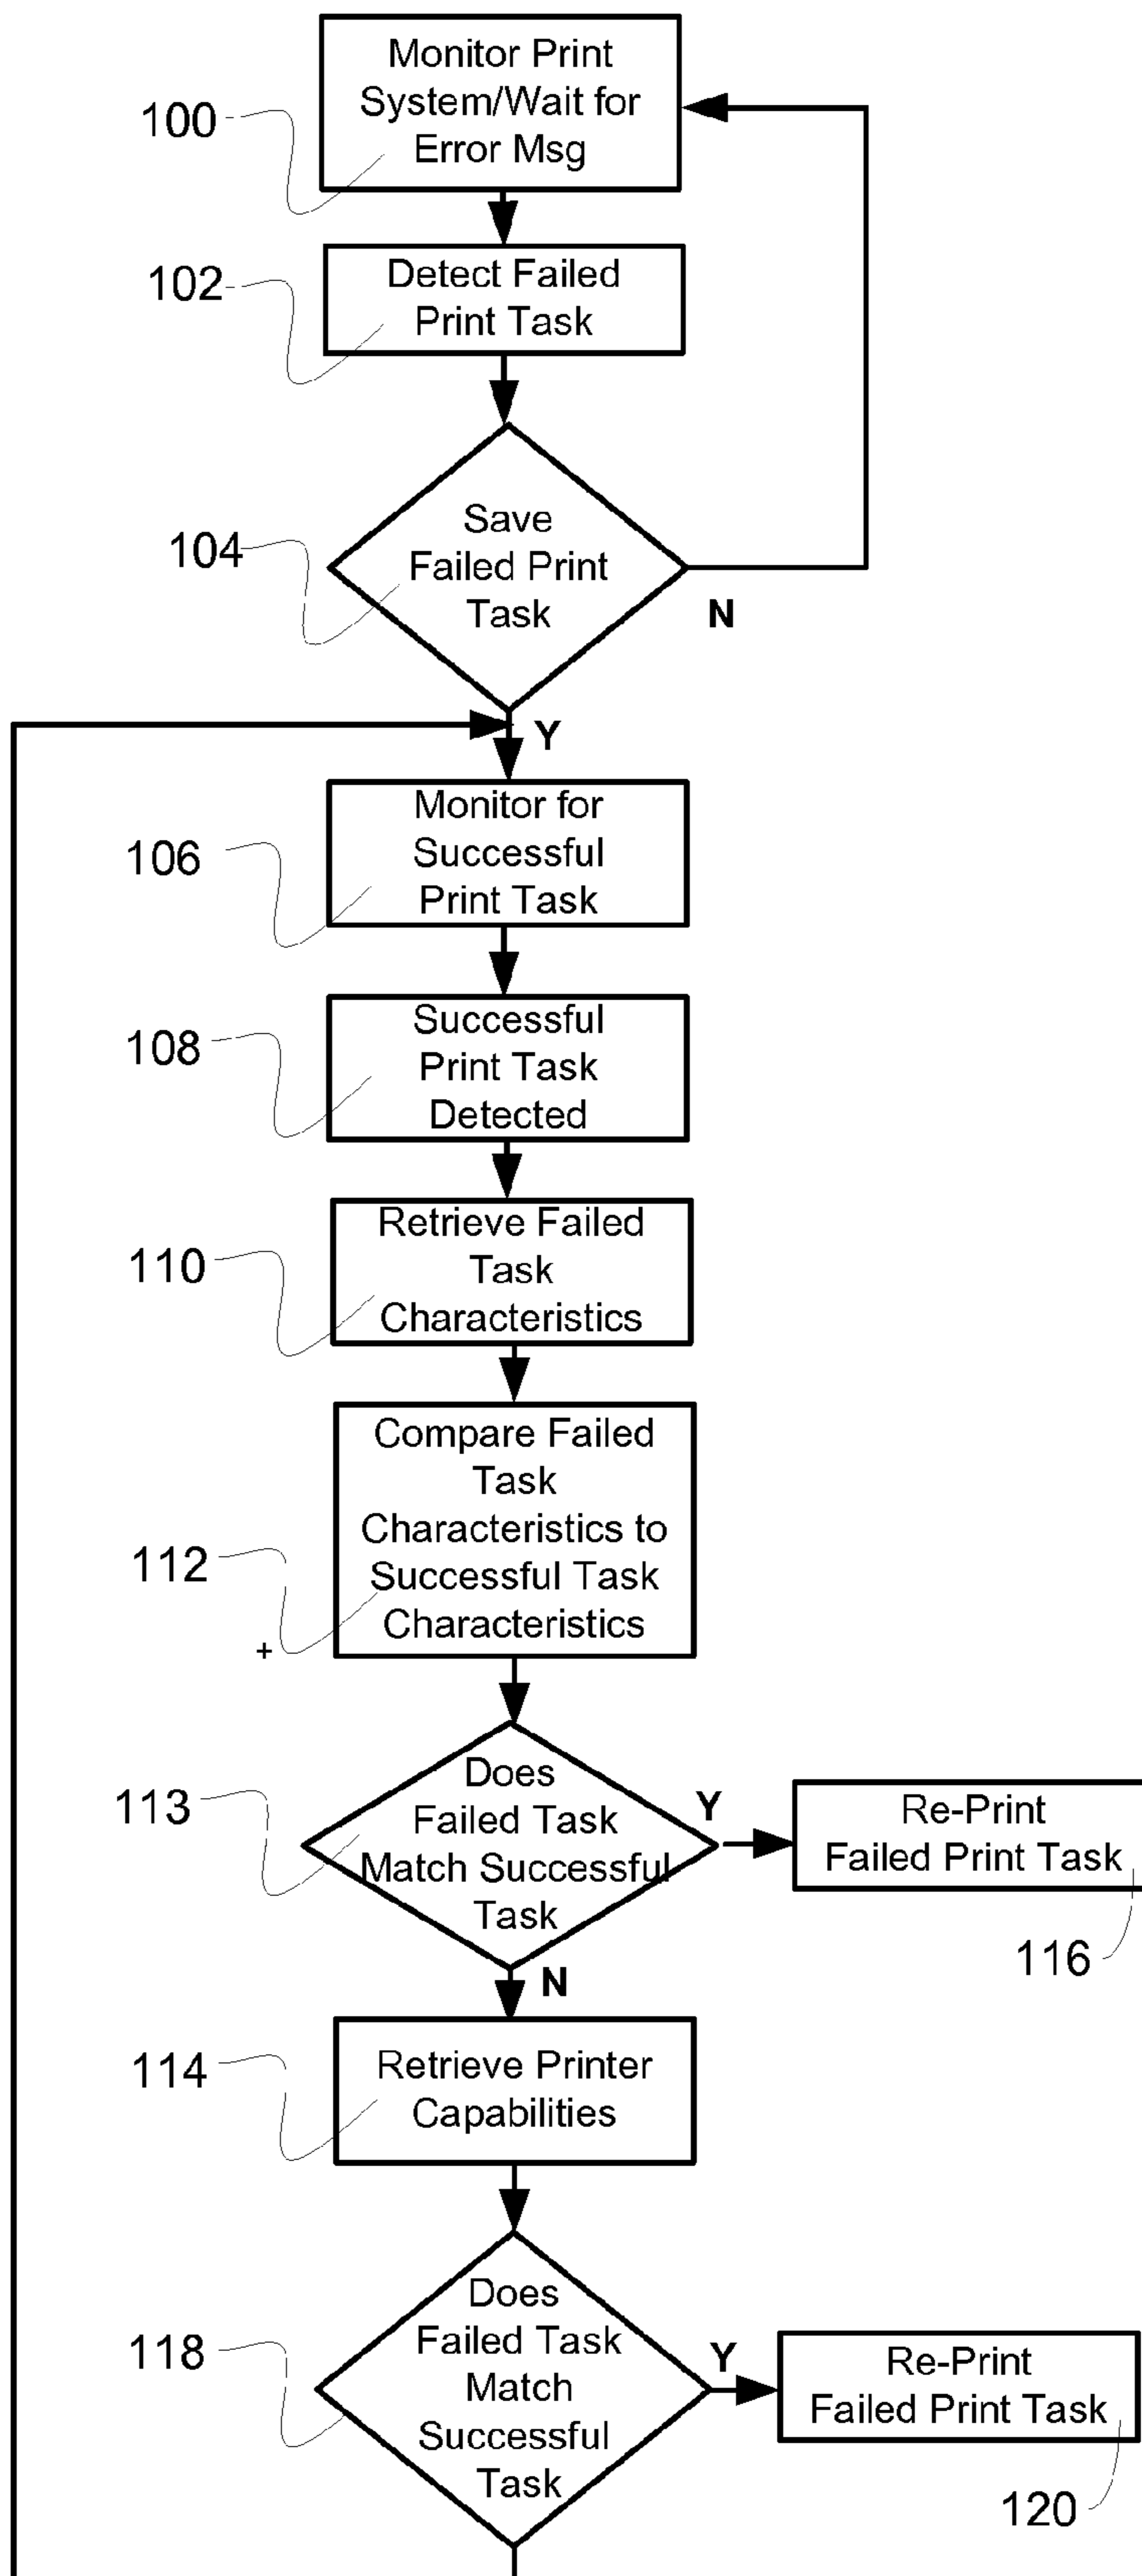 Monitor Print
System/Wait for
Error Msg
100
Detect Failed
Print Task
102
Save
Failed Print
Task
104
N
Y
Monitor for
Successful
Print Task
106
Successful
Print Task
Detected
108
Retrieve Failed
Task
Characteristics
110
Compare Failed
Task
Characteristics to
Successful Task
Characteristics
112
+
Does
Failed Task
Match Successful
Task
113
Y
Re-Print
Failed Print Task
116
N
Retrieve Printer
Capabilities
114
Does
Failed Task
Match
Successful
Task
118
Y
Re-Print
Failed Print Task
120